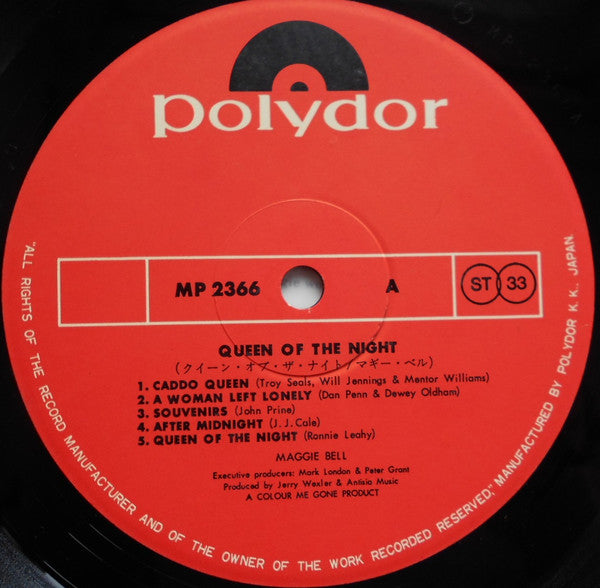 polydor
MP 2366 A ST 33
QUEEN OF THE NIGHT
(クイーン・オブ・ザ・ナイト/マギー・ベル)
1. CADDO QUEEN (Troy Seals, Will Jennings & Mentor Williams)
2. A WOMAN LEFT LONELY (Dan Penn & Dewey Oldham)
3. SOUVENIRS (John Prine)
4. AFTER MIDNIGHT (J. J. Cale)
5. QUEEN OF THE NIGHT (Ronnie Leahy)
MAGGIE BELL
Executive producers: Mark London & Peter Grant
Produced by Jerry Wexler & Antisia Music
A COLOUR ME GONE PRODUCT
"ALL RIGHTS OF THE RECORD MANUFACTURER AND OF THE OWNER OF THE WORK RECORDED RESERVED," MANUFACTURED BY POLYDOR K. K., JAPAN.